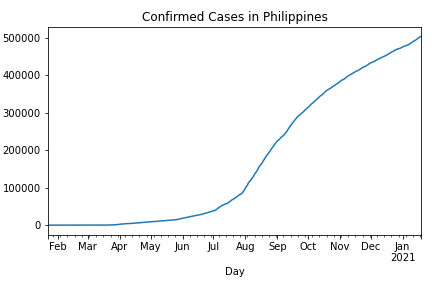 Confirmed Cases in Philippines
500000
400000
300000
200000
100000
0
Feb Mar Apr May Jun Jul Aug Sep Oct Nov Dec Jan
2021
Day